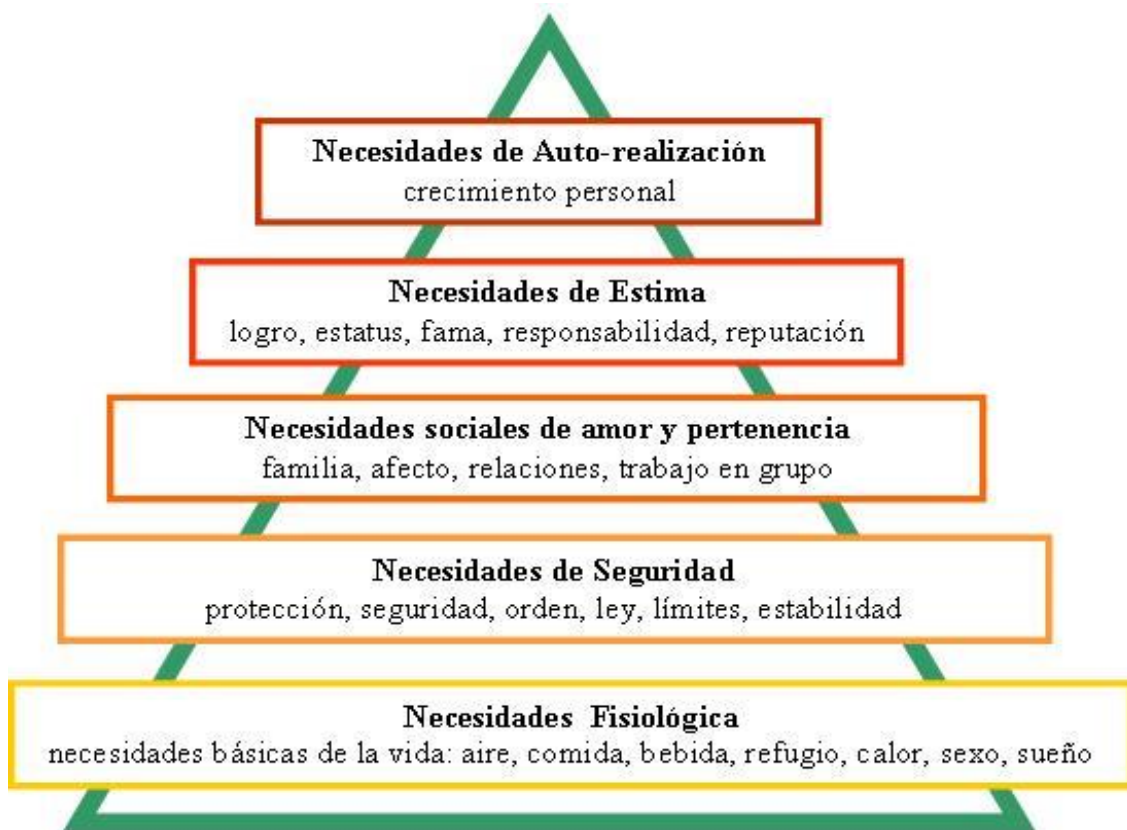 Necesidades de Auto-realización
crecimiento personal
Necesidades de Estima
logro, estatus, fama, responsabilidad, reputación
Necesidades sociales de amor y pertenencia
familia, afecto, relaciones, trabajo en grupo
Necesidades de Seguridad
protección, seguridad, orden, ley, límites, estabilidad
Necesidades Fisiológica
necesidades básicas de la vida: aire, comida, bebida, refugio, calor, sexo, sueño